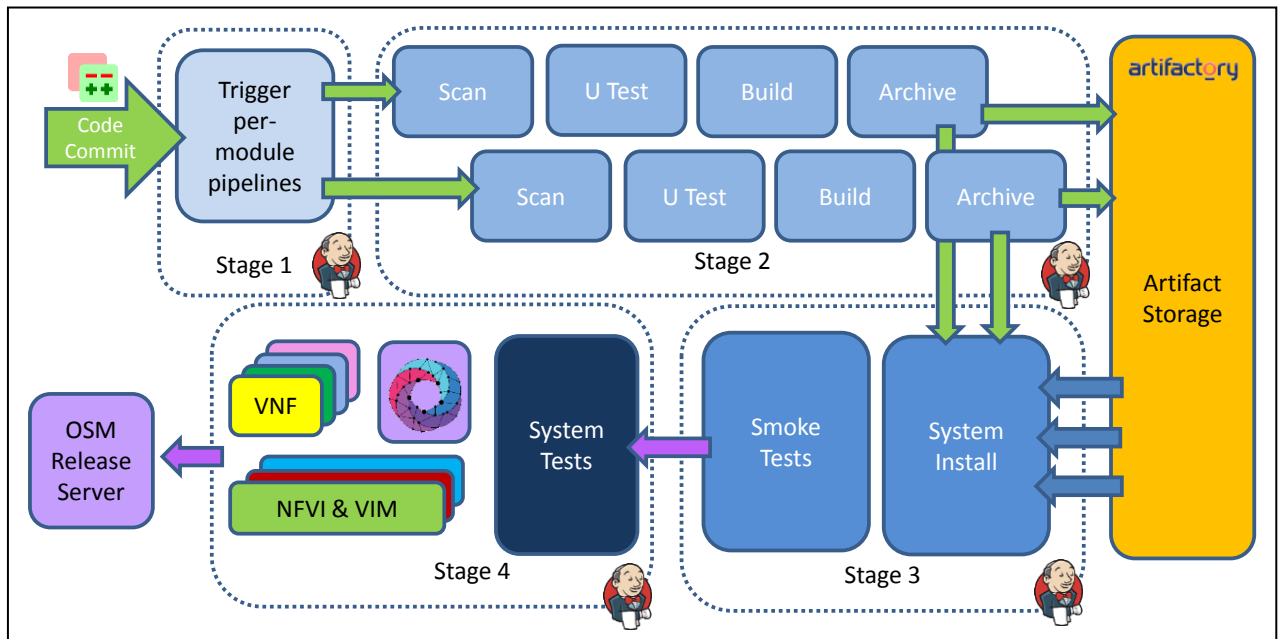 Code
Commit
Trigger
per-
module
pipelines
Stage 1
Scan
U Test
Build
Archive
Scan
U Test
Build
Archive
Stage 2
artifactory
Artifact
Storage
OSM
Release
Server
VNF
NFVI & VIM
System
Tests
Stage 4
Smoke
Tests
System
Install
Stage 3